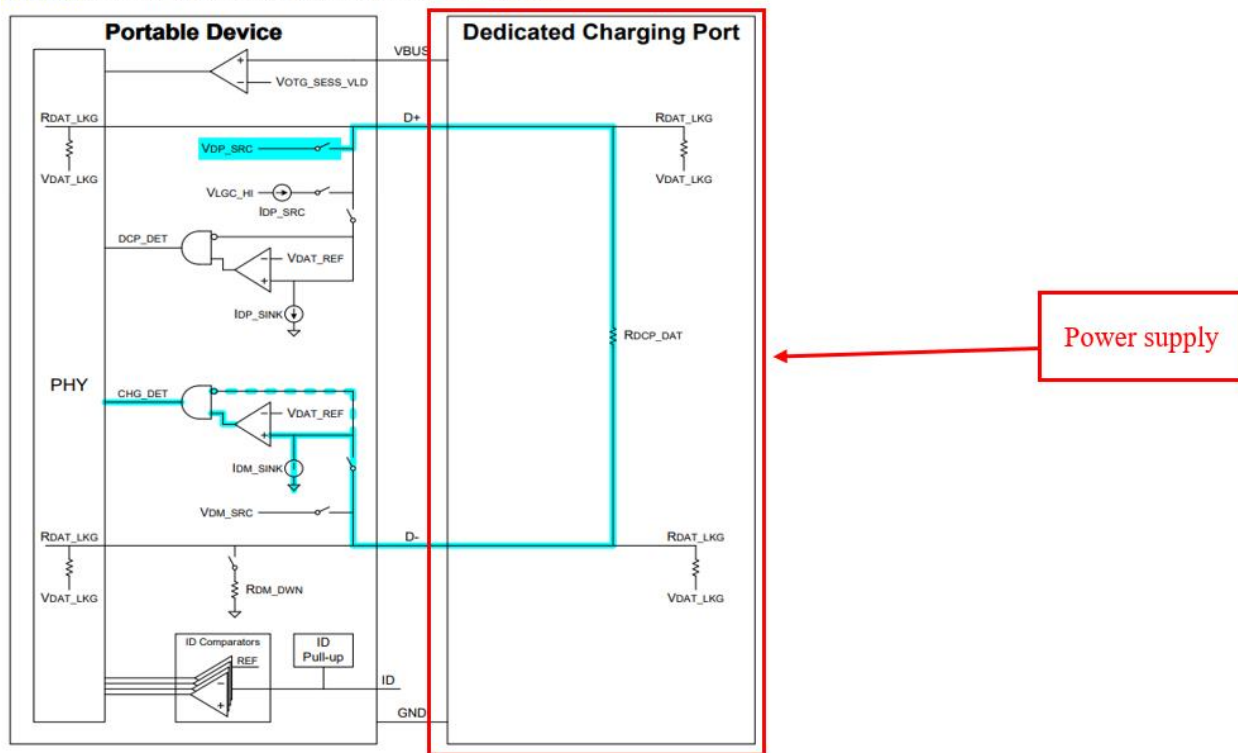 Portable Device
Dedicated Charging Port
VBUS
VOTG_SESS_VLD
RDAT_LKG
D+
RDAT_LKG
VDP_SRC
VDAT_LKG
VDAT_LKG
VLGC_HI
IDP_SRC
DCP_DET
VDAT_REF
IDP_SINK
RDCP_DAT
Power supply
PHY
CHG_DET
VDAT_REF
IDM_SINK
VDM_SRC
RDAT_LKG
D-
RDAT_LKG
RDM_DWN
VDAT_LKG
VDAT_LKG
ID Comparators
REF
ID
Pull-up
ID
GND